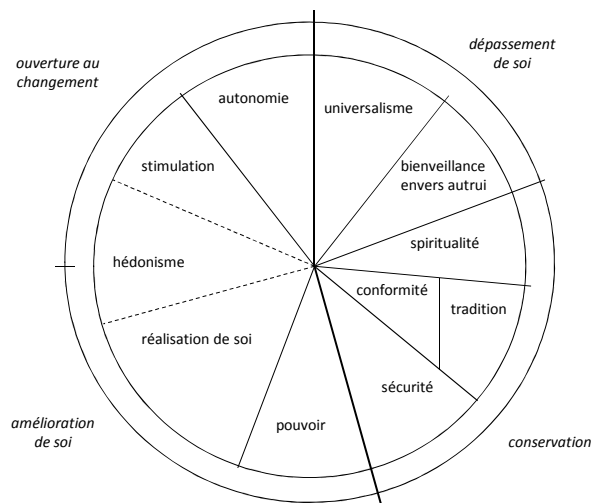 ouverture au
changement
dépassement
de soi
autonomie
universalisme
stimulation
bienveillance
envers autrui
spiritualité
hédonisme
conformité
tradition
réalisation de soi
sécurité
pouvoir
amélioration
de soi
conservation